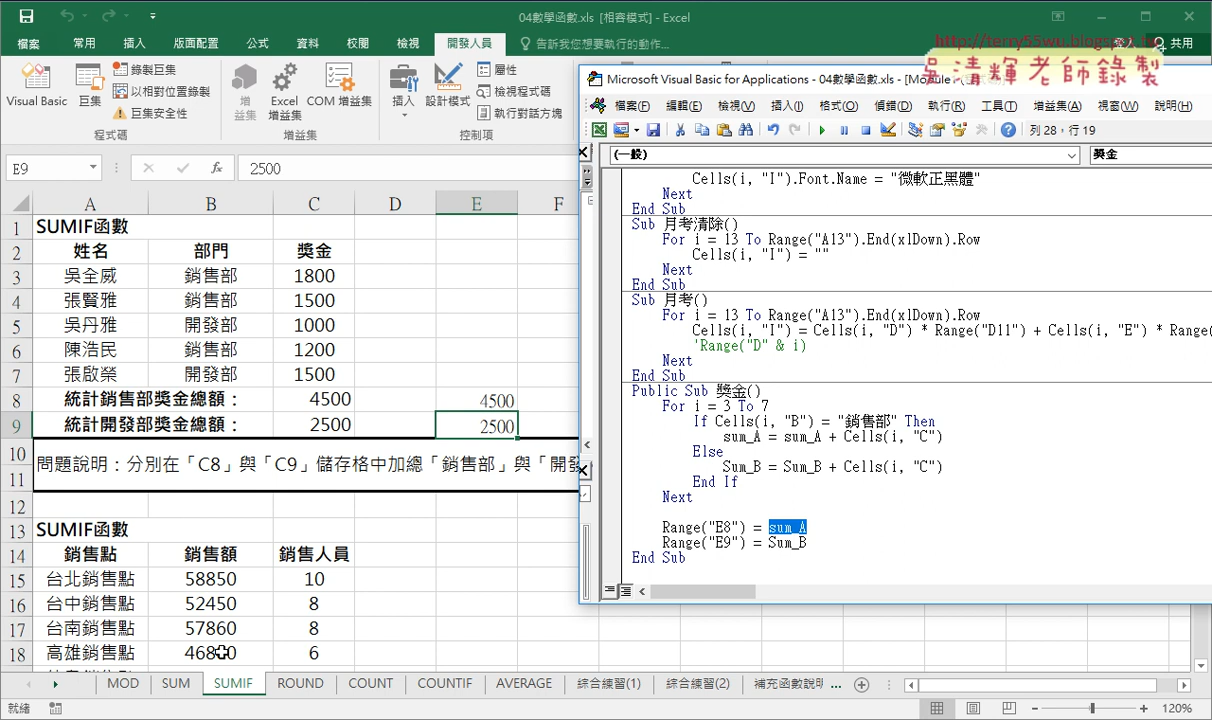 04數學函數.xls [相容模式] - Excel
檔案 常用 插入 版面配置 公式 資料 校閱 檢視 開發人員 告訴我您想要執行的動作... 登入 共用
http://terry55wu.blogspot.tw
吳清輝老師錄製
Visual Basic 巨集 錄製巨集 以相對位置錄製 巨集安全性 程式碼
增益集 Excel 增益集 COM 增益集 增益集
插入 設計模式 屬性 檢視程式碼 執行對話方塊 控制項
E9 fx 2500
A B C D E F
1 SUMIF函數
2 姓名 部門 獎金
3 吳全威 銷售部 1800
4 張賢雅 銷售部 1500
5 吳丹雅 開發部 1000
6 陳浩民 銷售部 1200
7 張啟榮 開發部 1500
8 統計銷售部獎金總額： 4500 4500
9 統計開發部獎金總額： 2500 2500
10 問題說明：分別在「C8」與「C9」儲存格中加總「銷售部」與「開發
11
12
13 SUMIF函數
14 銷售點 銷售額 銷售人員
15 台北銷售點 58850 10
16 台中銷售點 52450 8
17 台南銷售點 57860 8
18 高雄銷售點 6
MOD SUM SUMIF ROUND COUNT COUNTIF AVERAGE 綜合練習(1) 綜合練習(2) 補充函數說明 ...
就緒 120%
Microsoft Visual Basic for Applications - 04數學函數.xls - [Module
檔案(F) 編輯(E) 檢視(V) 插入(I) 格式(O) 偵錯(D) 執行(R) 工具(T) 增益集(A) 視窗(W) 說明(H)
列 28，行 19
(一般) 獎金
Cells(i, "I").Font.Name = "微軟正黑體"
Next
End Sub
Sub 月考清除()
For i = 13 To Range("A13").End(xlDown).Row
Cells(i, "I") = ""
Next
End Sub
Sub 月考()
For i = 13 To Range("A13").End(xlDown).Row
Cells(i, "I") = Cells(i, "D") * Range("D11") + Cells(i, "E") * Range(
'Range("D" & i)
Next
End Sub
Public Sub 獎金()
For i = 3 To 7
If Cells(i, "B") = "銷售部" Then
sum_A = sum_A + Cells(i, "C")
Else
Sum_B = Sum_B + Cells(i, "C")
End If
Next
Range("E8") = sum_A
Range("E9") = Sum_B
End Sub